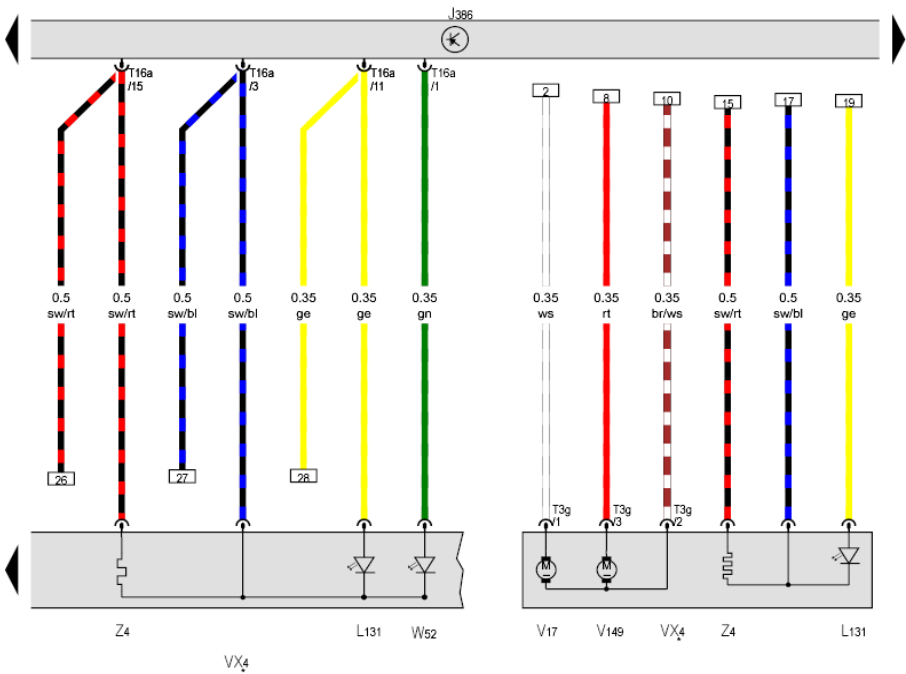 J386
T16a
/15
T16a
/3
T16a
/11
T16a
/1
2
8
10
15
17
19
0.5
sw/rt
0.5
sw/rt
0.5
sw/bl
0.5
sw/bl
0.35
ge
0.35
ge
0.35
gn
0.35
ws
0.35
rt
0.35
br/ws
0.5
sw/rt
0.5
sw/bl
0.35
ge
26
27
28
T3g
/1
T3g
/3
T3g
/2
M
M
Z4
L131
W52
V17
V149
VX4
Z4
L131
VX4